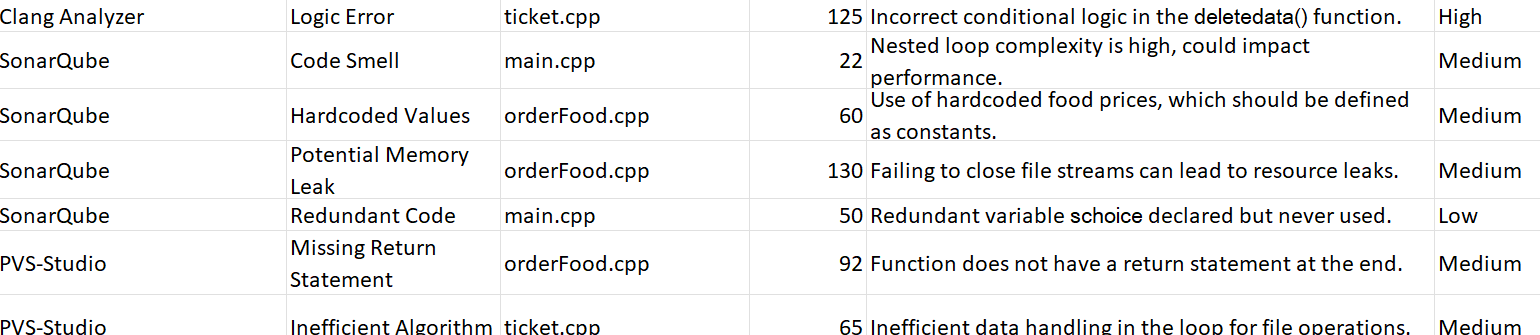 Clang Analyzer Logic Error ticket.cpp 125 Incorrect conditional logic in the deletedata() function. High
SonarQube Code Smell main.cpp 22 Nested loop complexity is high, could impact performance. Medium
SonarQube Hardcoded Values orderFood.cpp 60 Use of hardcoded food prices, which should be defined as constants. Medium
SonarQube Potential Memory Leak orderFood.cpp 130 Failing to close file streams can lead to resource leaks. Medium
SonarQube Redundant Code main.cpp 50 Redundant variable schoice declared but never used. Low
PVS-Studio Missing Return Statement orderFood.cpp 92 Function does not have a return statement at the end. Medium
PVS-Studio Inefficient Algorithm ticket.cpp 65 Inefficient data handling in the loop for file operations. Medium